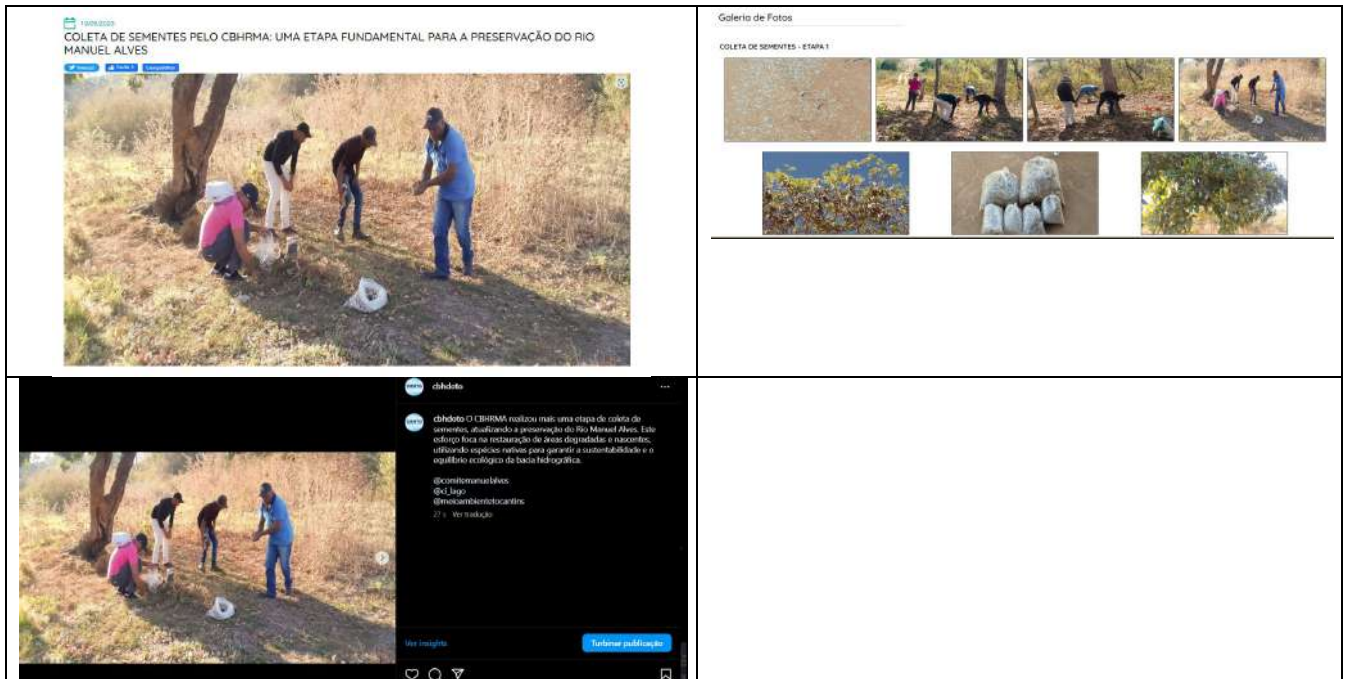 COLETA DE SEMENTES PELO CBHRMA: UMA ETAPA FUNDAMENTAL PARA A PRESERVAÇÃO DO RIO
MANUEL ALVES
Compartilhar
Galeria de Fotos
COLETA DE SEMENTES - ETAPA 1
cbhdoto
cbhdoto O CBHRMA realizou mais uma etapa de coleta de
sementes, atualizando a preservação do Rio Manuel Alves. Este
esforço foca na restauração de áreas degradadas e nascentes,
utilizando espécies nativas para garantir a sustentabilidade e o
equilíbrio ecológico da bacia hidrográfica.
@comitemanuelalves
@meioambientetocantins
Ver tradução
Ver insights
Turbinar publicação